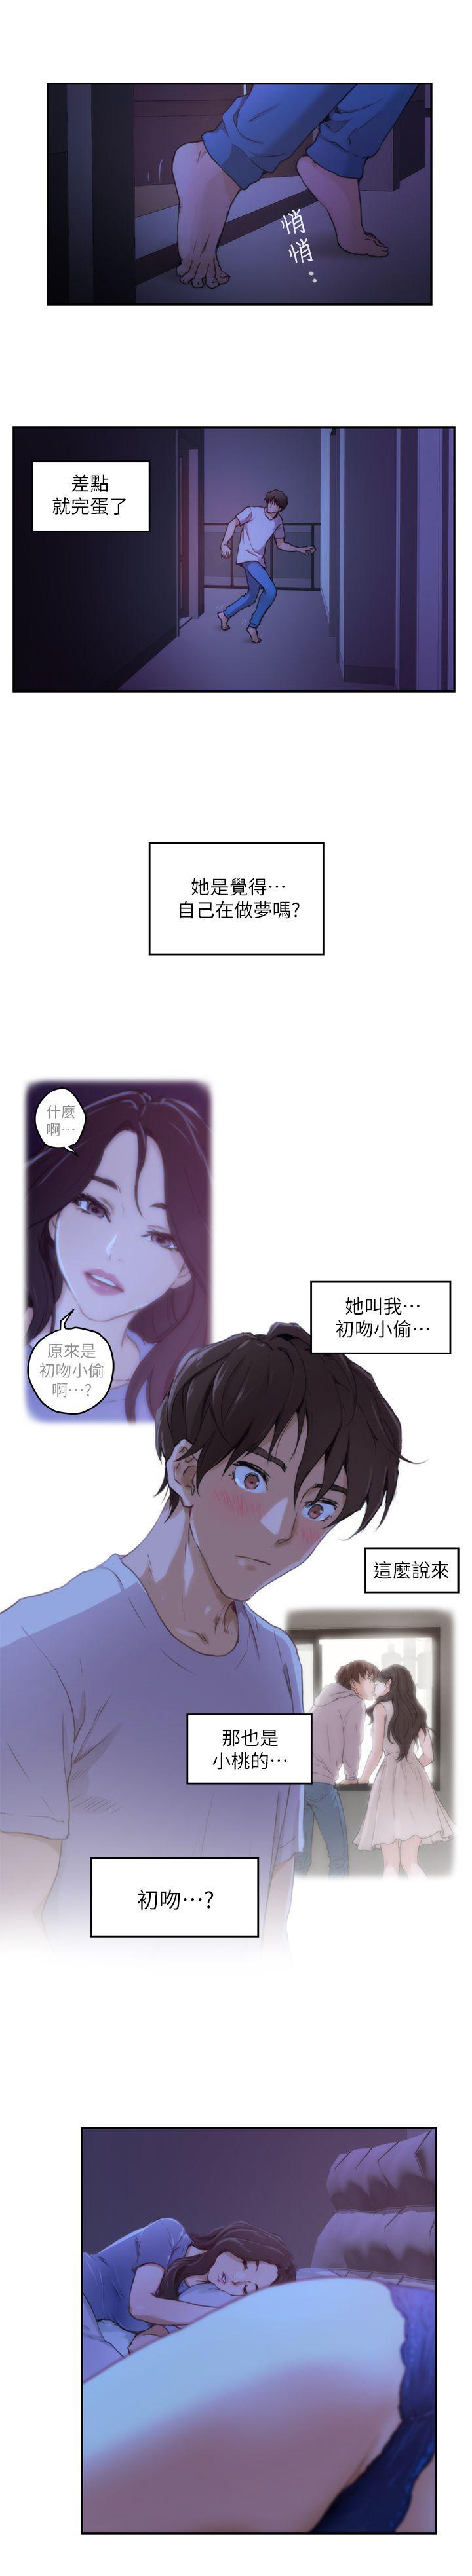 悄
悄
⋯
差點
就完蛋了
她是覺得⋯
自己在做夢嗎?
什麼
啊⋯
她叫我⋯
初吻小偷⋯
原來是
初吻小偷
啊⋯?
這麼說來
那也是
小桃的⋯
初吻⋯?